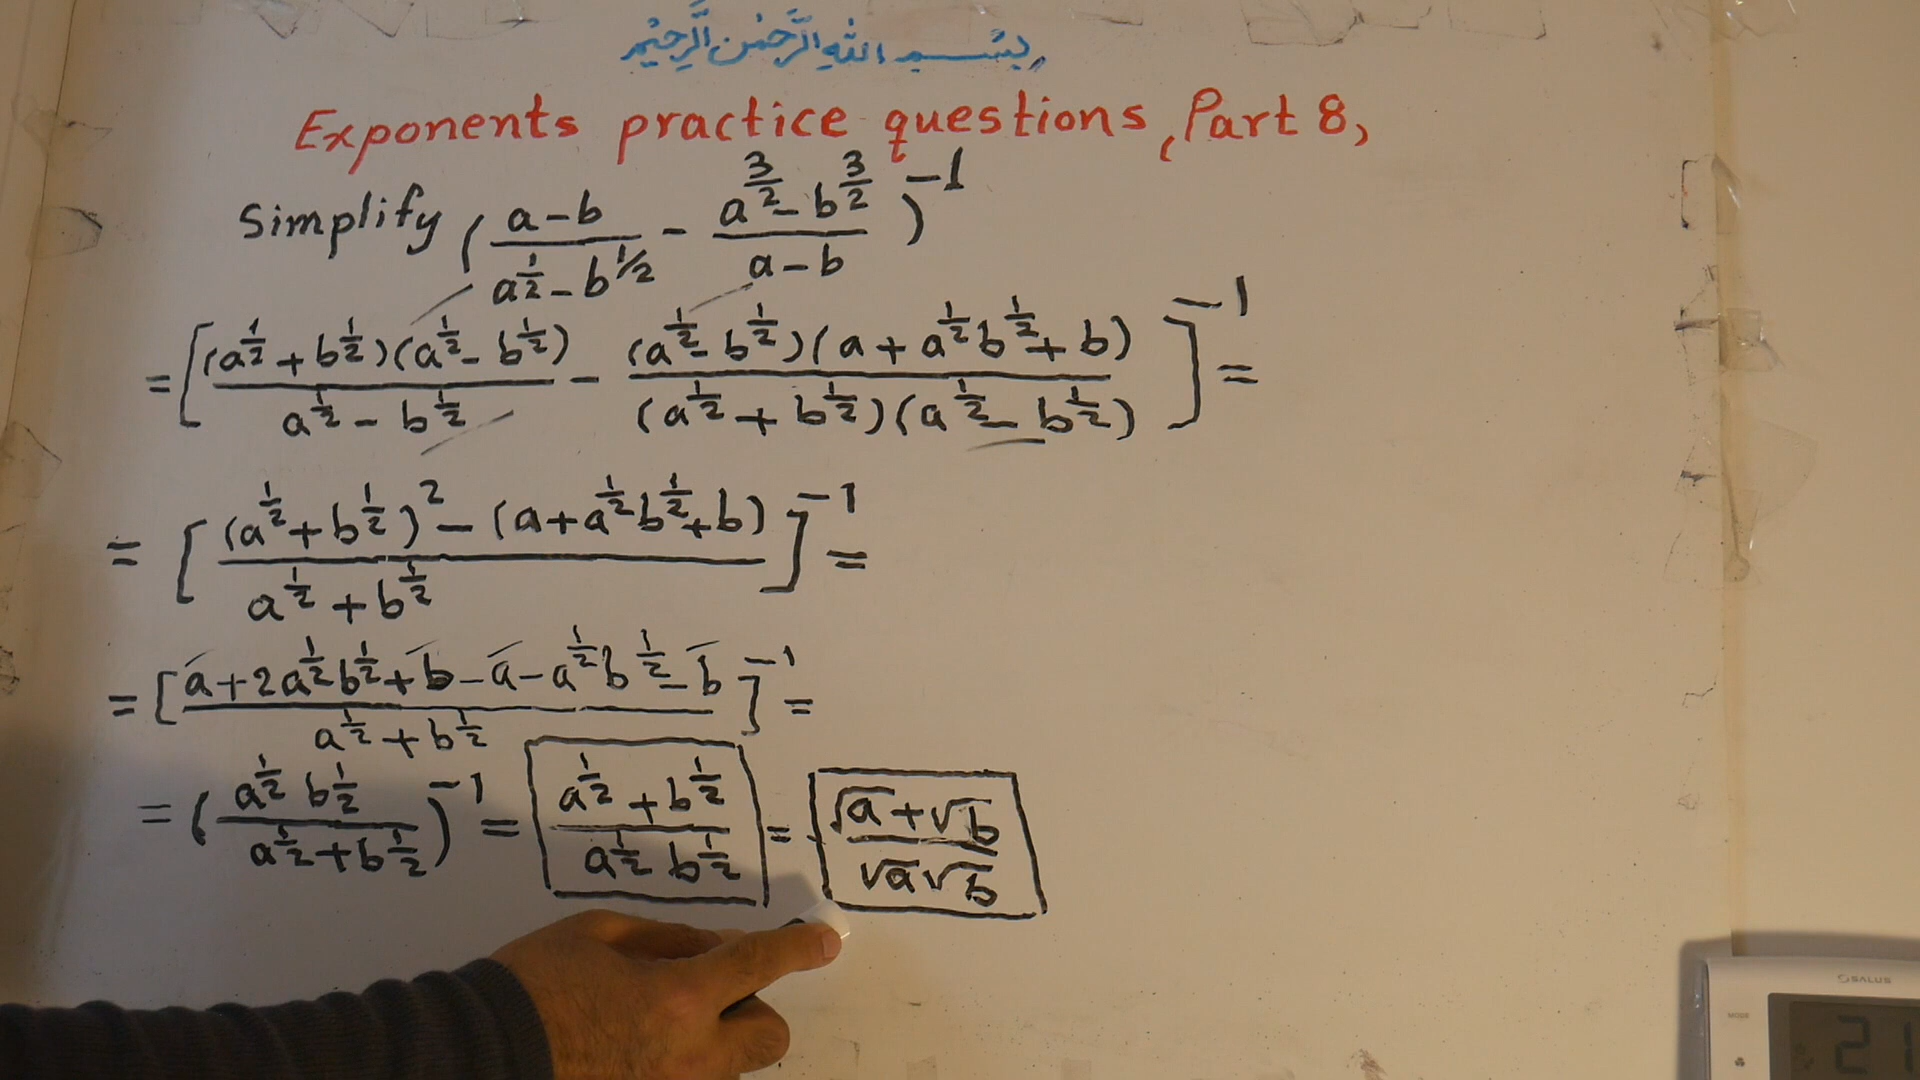 بِسْمِ اللهِ الرَّحْمٰنِ الرَّحِيْمِ
Exponents practice questions, Part 8,
Simplify ( (a-b)/(a^{1/2} - b^{1/2}) - (a^{3/2} - b^{3/2})/(a-b) )^{-1}
= [ (a^{1/2} + b^{1/2})(a^{1/2} - b^{1/2})/(a^{1/2} - b^{1/2}) - (a^{1/2} - b^{1/2})(a + a^{1/2}b^{1/2} + b)/((a^{1/2} + b^{1/2})(a^{1/2} - b^{1/2})) ]^{-1} =
= [ ((a^{1/2} + b^{1/2})^2 - (a + a^{1/2}b^{1/2} + b))/(a^{1/2} + b^{1/2}) ]^{-1} =
= [ (a + 2a^{1/2}b^{1/2} + b - a - a^{1/2}b^{1/2} - b)/(a^{1/2} + b^{1/2}) ]^{-1} =
= ( a^{1/2} b^{1/2}/(a^{1/2} + b^{1/2}) )^{-1} = (a^{1/2} + b^{1/2})/(a^{1/2} b^{1/2}) = (√a + √b)/(√a√b)
SALUS
MODE
21